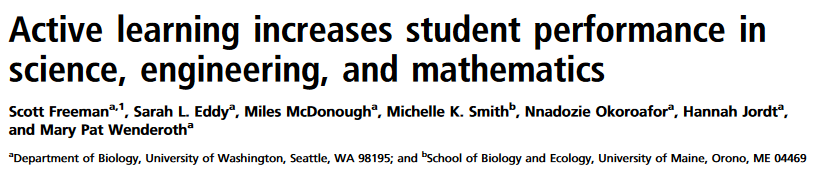 Active learning increases student performance in
science, engineering, and mathematics
Scott Freemana,1, Sarah L. Eddya, Miles McDonougha, Michelle K. Smithb, Nnadozie Okoroafora, Hannah Jordta,
and Mary Pat Wenderotha
aDepartment of Biology, University of Washington, Seattle, WA 98195; and bSchool of Biology and Ecology, University of Maine, Orono, ME 04469